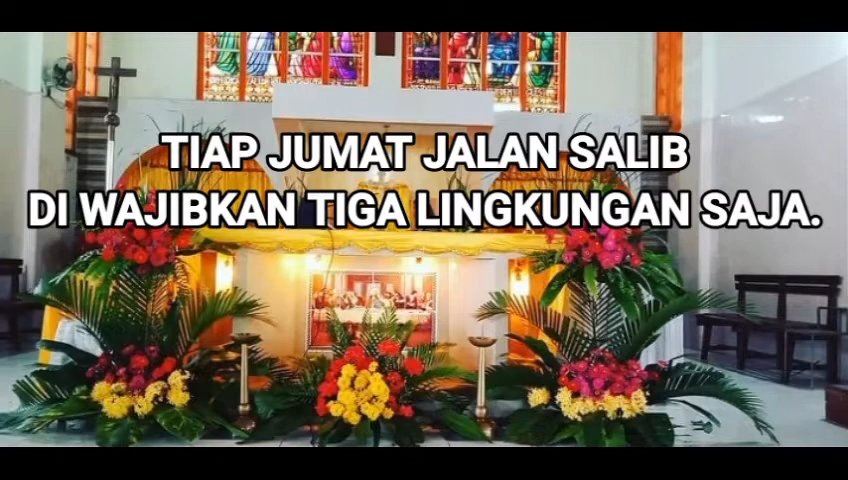 TIAP JUMAT JALAN SALIB
DI WAJIBKAN TIGA LINGKUNGAN SAJA.